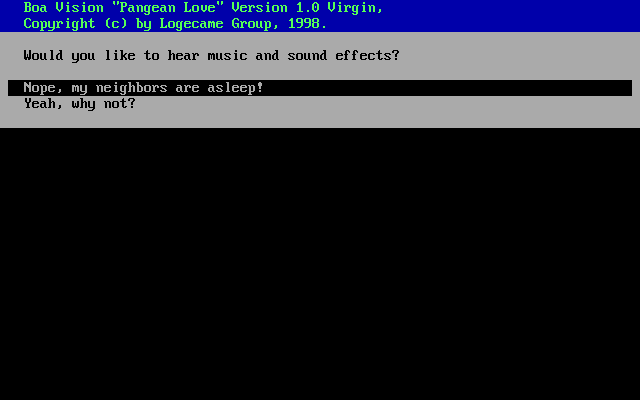 Boa Vision "Pangean Love" Version 1.0 Virgin,
Copyright (c) by Logecame Group, 1998.
Would you like to hear music and sound effects?
Nope, my neighbors are asleep!
Yeah, why not?